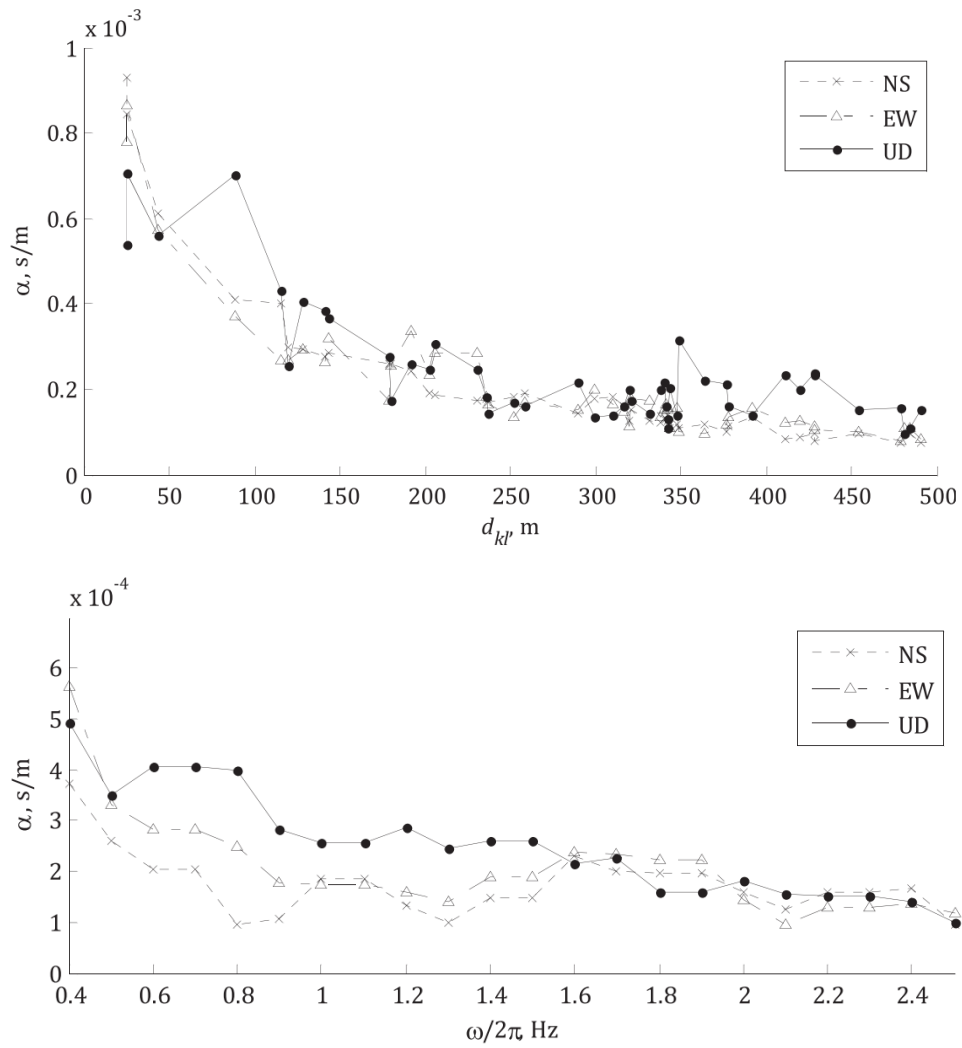 x 10⁻³
1
0.8
0.6
0.4
0.2
0
α, s/m
NS
EW
UD
0 50 100 150 200 250 300 350 400 450 500
dₖₗ, m
x 10⁻⁴
6
5
4
3
2
1
0
α, s/m
NS
EW
UD
0.4 0.6 0.8 1 1.2 1.4 1.6 1.8 2 2.2 2.4
ω/2π, Hz